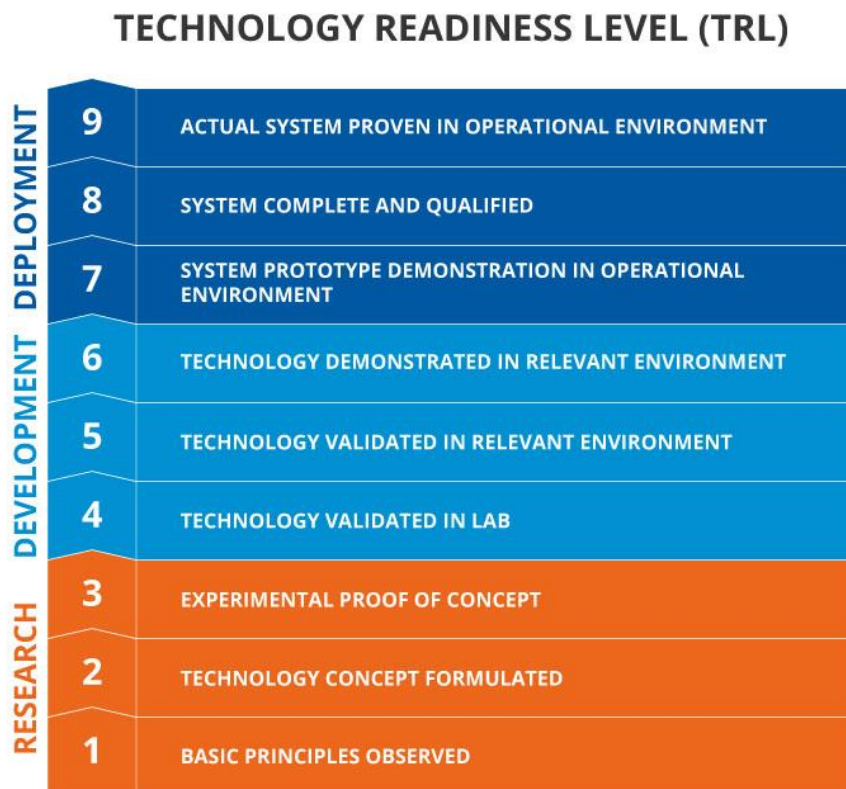 TECHNOLOGY READINESS LEVEL (TRL)
DEPLOYMENT
9
ACTUAL SYSTEM PROVEN IN OPERATIONAL ENVIRONMENT
8
SYSTEM COMPLETE AND QUALIFIED
7
SYSTEM PROTOTYPE DEMONSTRATION IN OPERATIONAL
ENVIRONMENT
DEVELOPMENT
6
TECHNOLOGY DEMONSTRATED IN RELEVANT ENVIRONMENT
5
TECHNOLOGY VALIDATED IN RELEVANT ENVIRONMENT
4
TECHNOLOGY VALIDATED IN LAB
RESEARCH
3
EXPERIMENTAL PROOF OF CONCEPT
2
TECHNOLOGY CONCEPT FORMULATED
1
BASIC PRINCIPLES OBSERVED